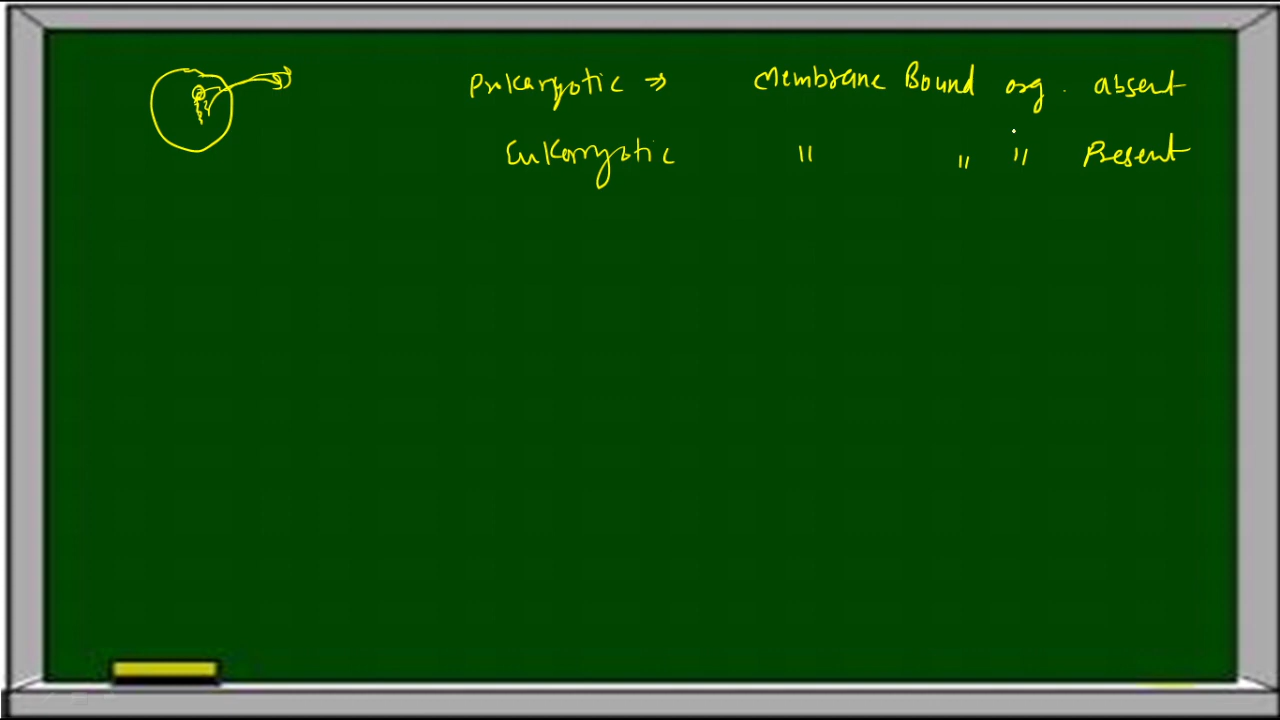 Prokaryotic ⇒ Membrane Bound org. absent
Eukaryotic " " " Present